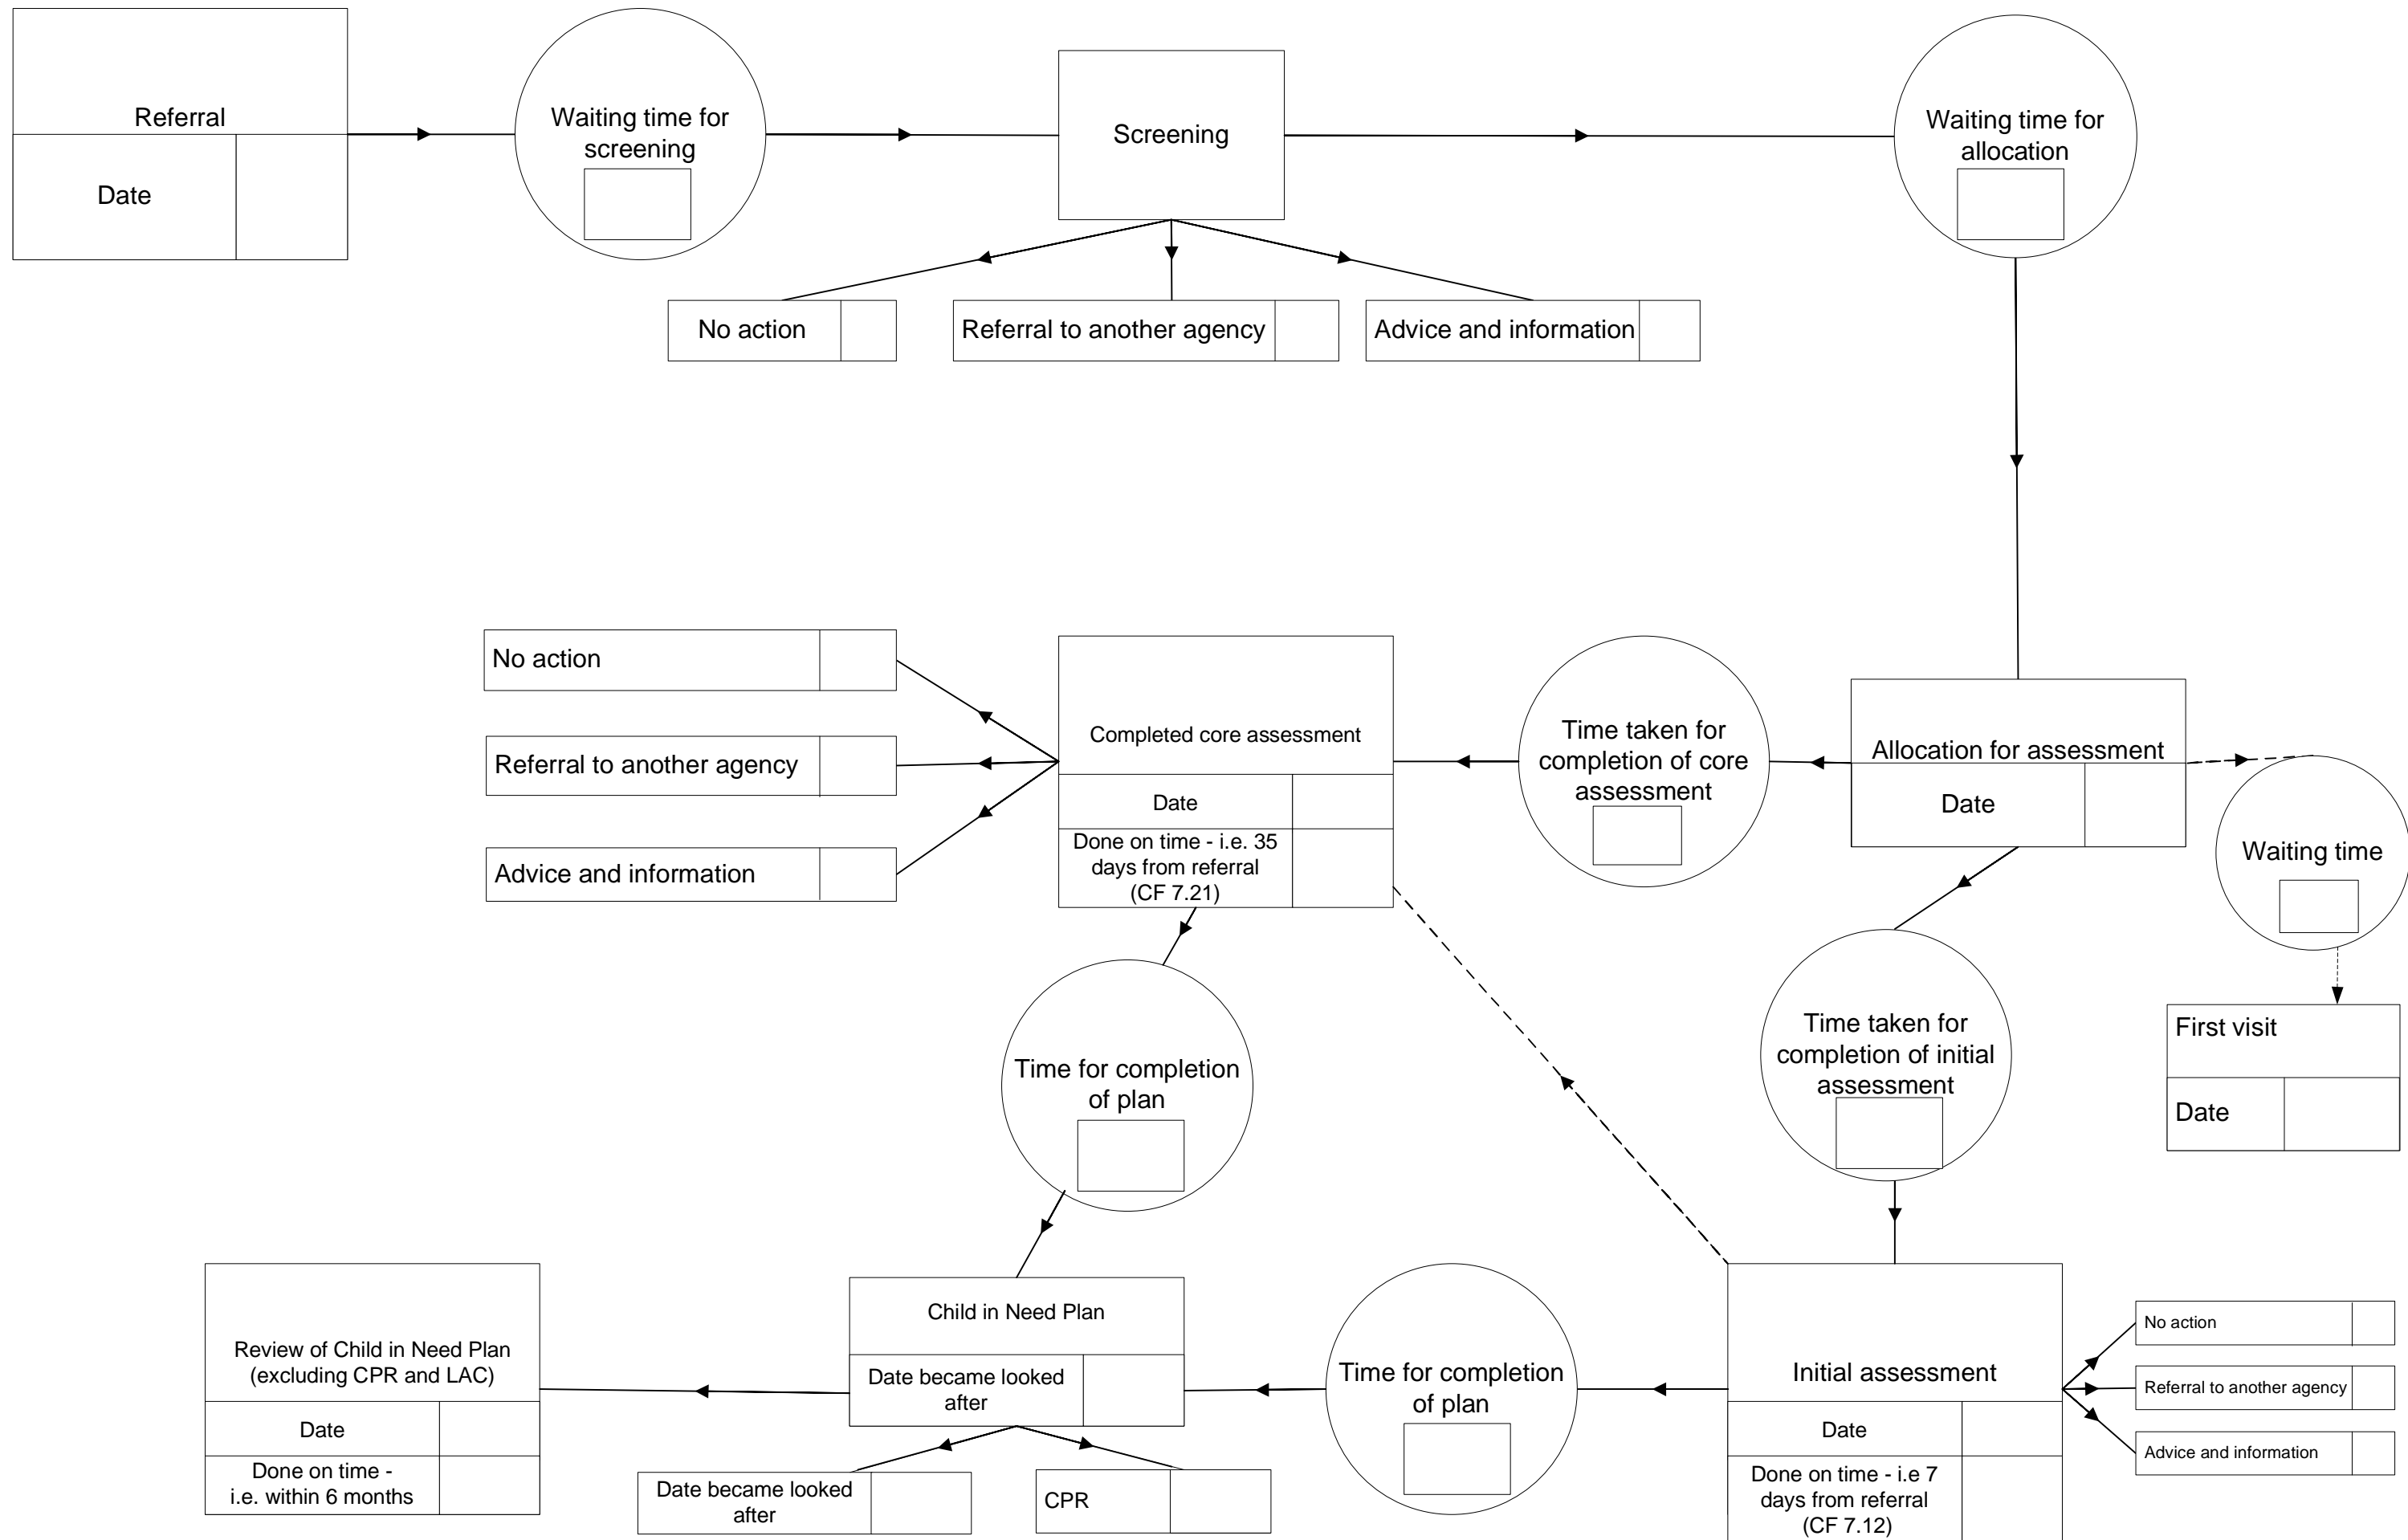 Referral
Date
Waiting time for
screening
Screening
Waiting time for
allocation
No action
Referral to another agency
Advice and information
No action
Referral to another agency
Advice and information
Completed core assessment
Date
Done on time - i.e. 35
days from referral
(CF 7.21)
Time taken for
completion of core
assessment
Allocation for assessment
Date
Waiting time
First visit
Date
Time for completion
of plan
Time taken for
completion of initial
assessment
Review of Child in Need Plan
(excluding CPR and LAC)
Date
Done on time -
i.e. within 6 months
Child in Need Plan
Date became looked
after
Date became looked
after
CPR
Time for completion
of plan
Initial assessment
Date
Done on time - i.e 7
days from referral
(CF 7.12)
No action
Referral to another agency
Advice and information